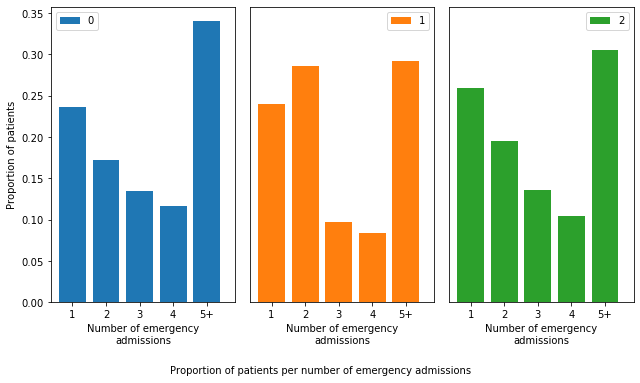 0
1
2
Proportion of patients
0.35
0.30
0.25
0.20
0.15
0.10
0.05
0.00
1 2 3 4 5+
1 2 3 4 5+
1 2 3 4 5+
Number of emergency
admissions
Number of emergency
admissions
Number of emergency
admissions
Proportion of patients per number of emergency admissions